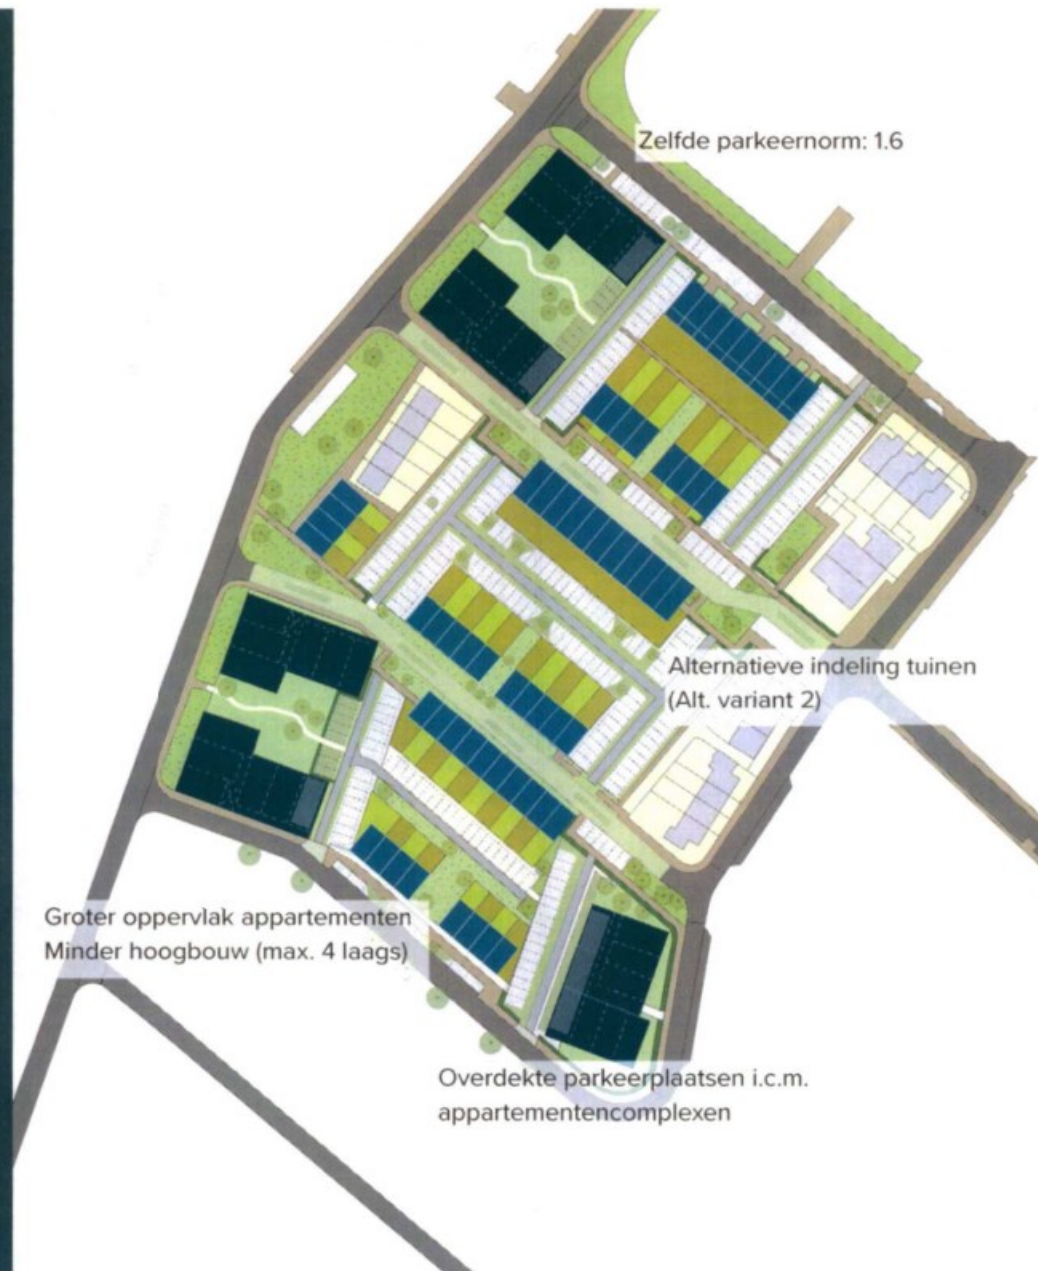 Zelfde parkeernorm: 1.6
Alternatieve indeling tuinen
(Alt. variant 2)
Groter oppervlak appartementen
Minder hoogbouw (max. 4 laags)
Overdekte parkeerplaatsen i.c.m.
appartementencomplexen